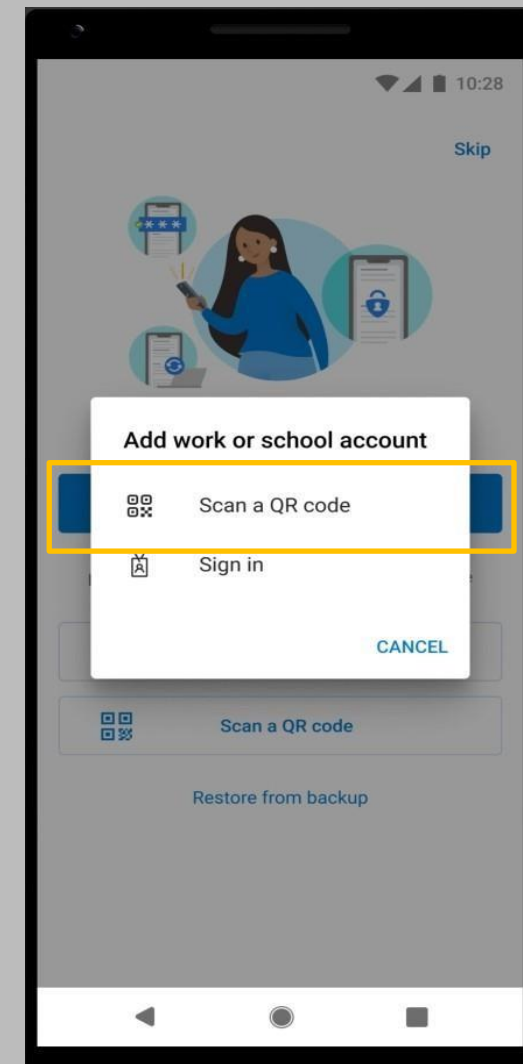 10:28
Skip
****
Add work or school account
Scan a QR code
Sign in
CANCEL
Scan a QR code
Restore from backup